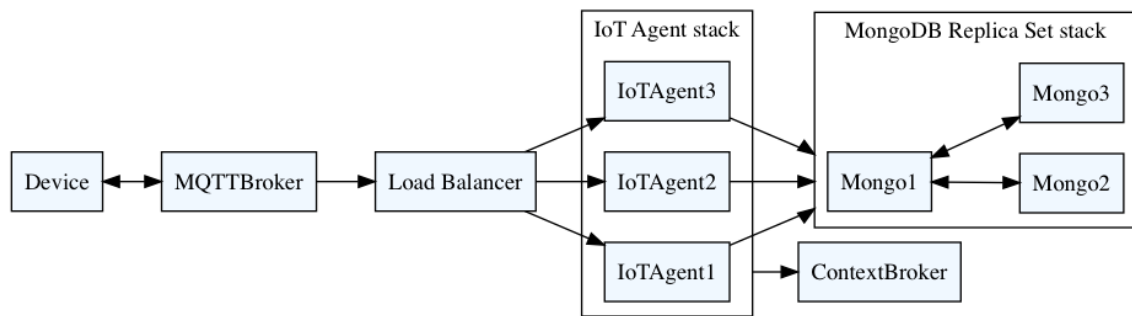 IoT Agent stack
MongoDB Replica Set stack
IoTAgent3
Mongo3
Device
MQTTBroker
Load Balancer
IoTAgent2
Mongo1
Mongo2
IoTAgent1
ContextBroker